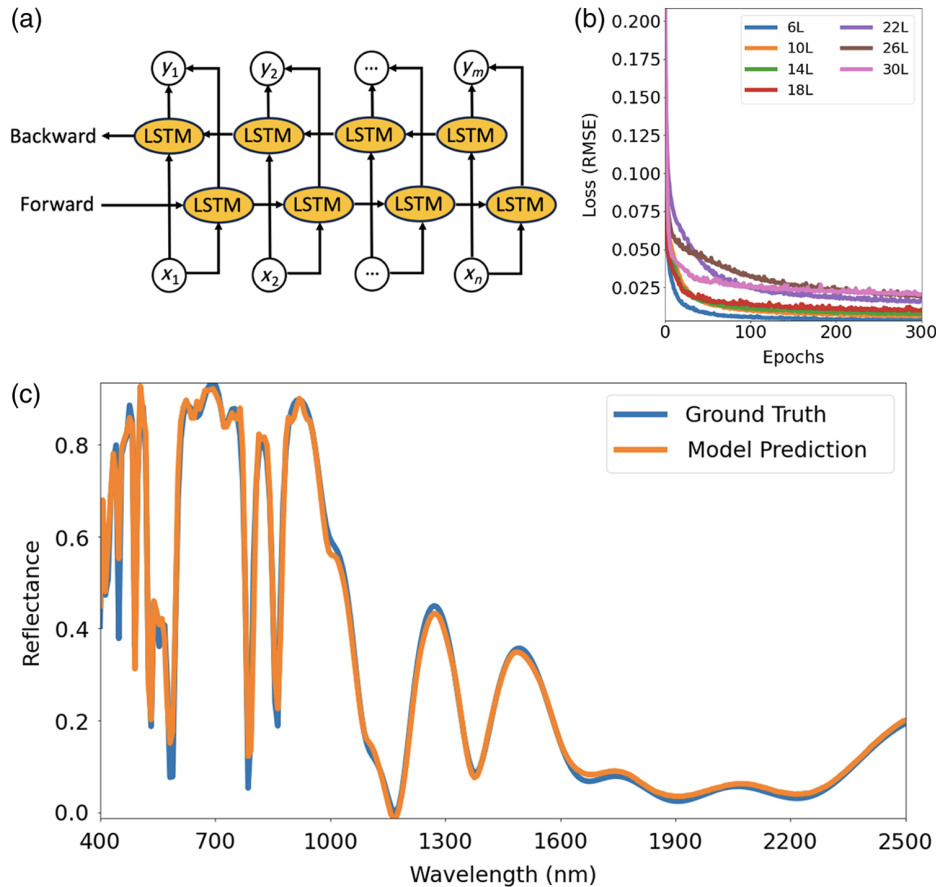 (a)
y1 y2 ... ym
Backward LSTM LSTM LSTM LSTM
Forward LSTM LSTM LSTM LSTM
x1 x2 ... xn
(b)
Loss (RMSE)
0.200
0.175
0.150
0.125
0.100
0.075
0.050
0.025
6L 22L
10L 26L
14L 30L
18L
0 100 200 300
Epochs
(c)
Reflectance
0.8
0.6
0.4
0.2
0.0
Ground Truth
Model Prediction
400 700 1000 1300 1600 1900 2200 2500
Wavelength (nm)